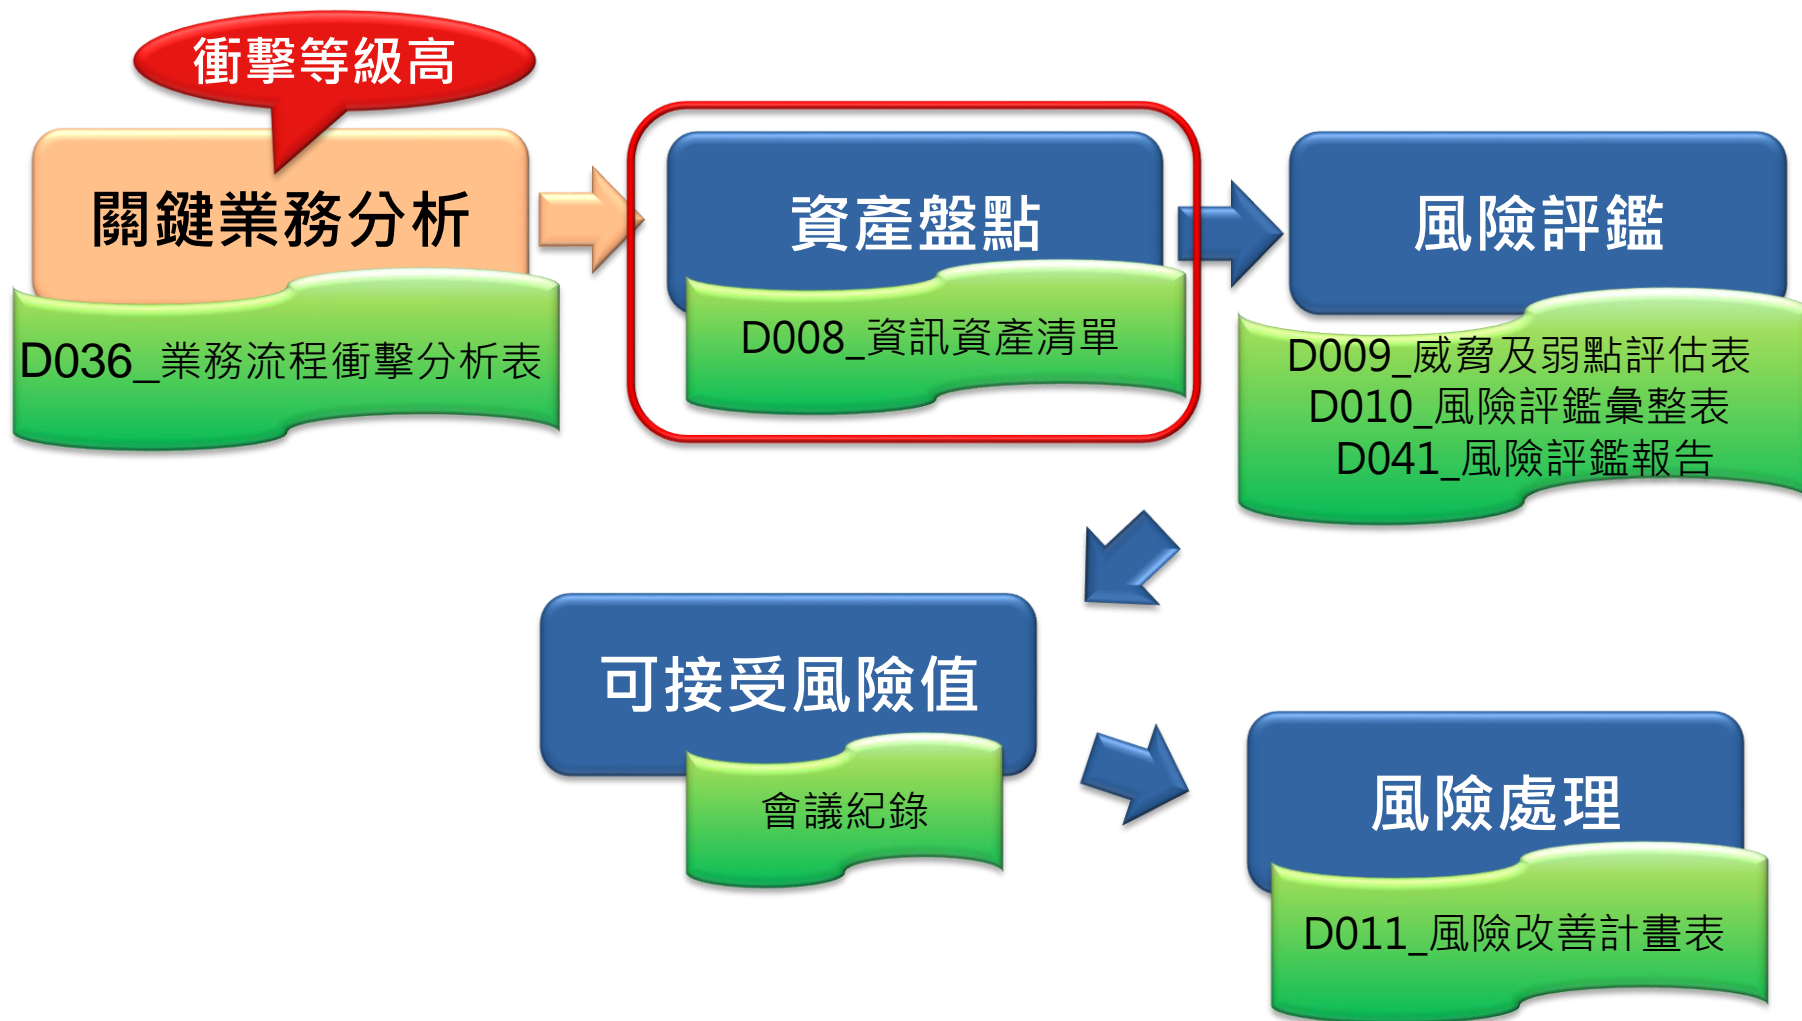 衝擊等級高
關鍵業務分析
D036_業務流程衝擊分析表
資產盤點
D008_資訊資產清單
風險評鑑
D009_威脅及弱點評估表
D010_風險評鑑彙整表
D041_風險評鑑報告
可接受風險值
會議紀錄
風險處理
D011_風險改善計畫表